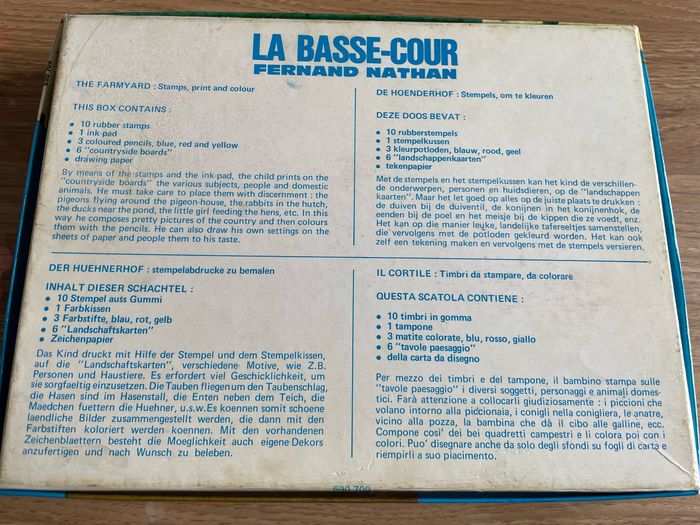 LA BASSE-COUR
FERNAND NATHAN
THE FARMYARD : Stamps, print and colour
THIS BOX CONTAINS :
• 10 rubber stamps
• 1 ink-pad
• 3 coloured pencils, blue, red and yellow
• 6 "countryside boards"
• drawing paper
By means of the stamps and the ink-pad, the child prints on
the "countryside boards" the various subjects, people and domestic
animals. He must take care to place them with discernment : the
pigeons flying around the pigeon-house, the rabbits in the hutch,
the ducks near the pond, the little girl feeding the hens, etc. In this
way he composes pretty pictures of the country and then colours
them with the pencils. He can also draw his own settings on the
sheets of paper and people them to his taste.
DE HOENDERHOF : Stempels, om te kleuren
DEZE DOOS BEVAT :
• 10 rubberstempels
• 1 stempelkussen
• 3 kleurpotloden, blauw, rood, geel
• 6 "landschappenkaarten"
• tekenpapier
Met de stempels en het stempelkussen kan het kind de verschillen-
de onderwerpen, personen en huisdieren, op de "landschappen
kaarten". Maar het let goed op alles op de juiste plaats te drukken :
de duiven bij de duiventil, de konijnen in het konijnenhok, de
eenden bij de poel en het meisje bij de kippen die ze voedt, enz.
Het kan op die manier leuke, landelijke tafereeltjes samenstellen,
die vervolgens met de potloden gekleurd worden. Het kan ook
zelf een tekening maken en vervolgens met de stempels versieren.
DER HUEHNERHOF : stempelabdrucke zu bemalen
INHALT DIESER SCHACHTEL :
• 10 Stempel auss Gummi
• 1 Farbkissen
• 3 Farbstifte, blau, rot, gelb
• 6 "Landschaftskarten"
• Zeichenpapier
Das Kind druckt mit Hilfe der Stempel und dem Stempelkissen,
auf die "Landschaftskarten", verschiedene Motive, wie Z.B.
Personen und Haustiere. Es erfordert viel Geschicklichkeit, um
sie sorgfaeltig einzusetzen. Die Tauben fliegen um den Taubenschlag,
die Hasen sind im Hasenstall, die Enten neben dem Teich, die
Maedchen fuettern die Huehner, u.s.w. Es koennen somit schoene
laendliche Bilder zusammengestellt werden, die dann mit den
Farbstiften koloriert werden koennen. Mit den vorhandenen
Zeichenblaettern besteht die Moeglichkeit auch eigene Dekors
anzufertigen und nach Wunsch zu beleben.
IL CORTILE : Timbri da stampare, da colorare
QUESTA SCATOLA CONTIENE :
• 10 timbri in gomma
• 1 tampone
• 3 matite colorate, blu, rosso, giallo
• 6 "tavole paesaggio"
• della carta da disegno
Per mezzo dei timbri e del tampone, il bambino stampa sulle
"tavole paesaggio" i diversi soggetti, personaggi e animali domes-
tici. Farà attenzione a collocarli giudiziosamente : i piccioni che
volano intorno alla piccionaia, i conigli nella conigliera, le anatre,
vicino alla pozza, la bambina che dà il cibo alle galline, ecc.
Compone così' dei bei quadretti campestri e li colora poi con i
colori. Puo' disegnare anche da solo degli sfondi su fogli di carta e
riempirli a suo piacimento.